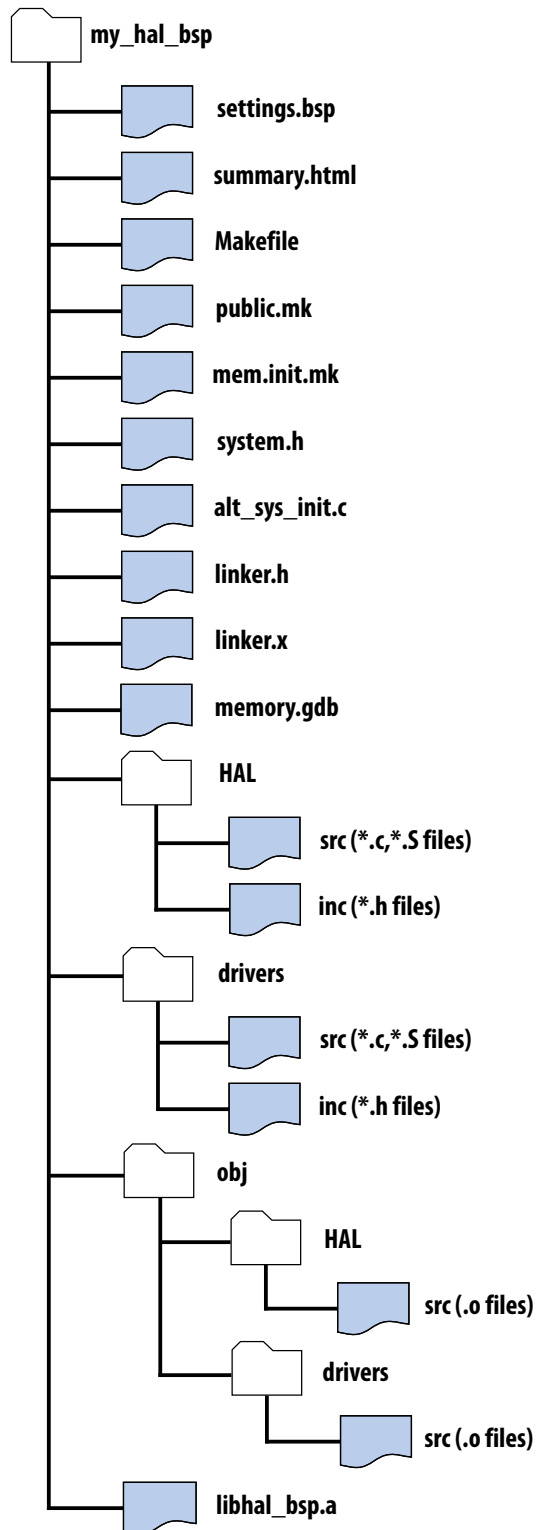 my_hal_bsp
settings.bsp
summary.html
Makefile
public.mk
mem.init.mk
system.h
alt_sys_init.c
linker.h
linker.x
memory.gdb
HAL
src (*.c,*.S files)
inc (*.h files)
drivers
src (*.c,*.S files)
inc (*.h files)
obj
HAL
src (.o files)
drivers
src (.o files)
libhal_bsp.a